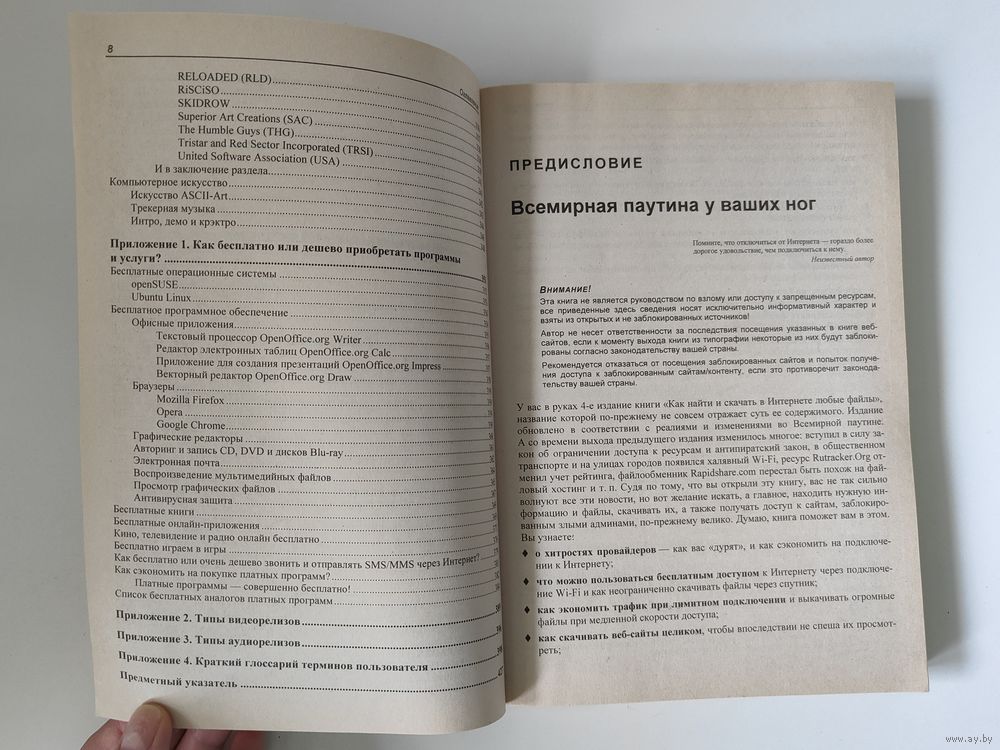 8
RELOADED (RLD)
RiSCiSO
SKIDROW
Superior Art Creations (SAC)
The Humble Guys (THG)
Tristar and Red Sector Incorporated (TRSI)
United Software Association (USA)
И в заключение раздела
Компьютерное искусство
Искусство ASCII-Art
Трекерная музыка
Интро, демо и крэктро
Приложение 1. Как бесплатно или дешево приобретать программы
и услуги?
Бесплатные операционные системы
openSUSE
Ubuntu Linux
Бесплатное программное обеспечение
Офисные приложения
Текстовый процессор OpenOffice.org Writer
Редактор электронных таблиц OpenOffice.org Calc
Приложение для создания презентаций OpenOffice.org Impress
Векторный редактор OpenOffice.org Draw
Браузеры
Mozilla Firefox
Opera
Google Chrome
Графические редакторы
Авторинг и запись CD, DVD и дисков Blu-ray
Электронная почта
Воспроизведение мультимедийных файлов
Просмотр графических файлов
Антивирусная защита
Бесплатные книги
Бесплатные онлайн-приложения
Кино, телевидение и радио онлайн бесплатно
Бесплатно играем в игры
Как бесплатно или очень дешево звонить и отправлять SMS/MMS через Интернет?
Как сэкономить на покупке платных программ?
Платные программы — совершенно бесплатно!
Список бесплатных аналогов платных программ
Приложение 2. Типы видеорелизов
Приложение 3. Типы аудиорелизов
Приложение 4. Краткий глоссарий терминов пользователя
Предметный указатель
ПРЕДИСЛОВИЕ
Всемирная паутина у ваших ног
Помните, что отключиться от Интернета — гораздо более
дорогое удовольствие, чем подключиться к нему.
Неизвестный автор
ВНИМАНИЕ!
Эта книга не является руководством по взлому или доступу к запрещенным ресурсам,
все приведенные здесь сведения носят исключительно информативный характер и
взяты из открытых и не заблокированных источников!
Автор не несет ответственности за последствия посещения указанных в книге веб-
сайтов, если к моменту выхода книги из типографии некоторые из них будут заблоки-
рованы согласно законодательству вашей страны.
Рекомендуется отказаться от посещения заблокированных сайтов и попыток получе-
ния доступа к заблокированным сайтам/контенту, если это противоречит законода-
тельству вашей страны.
У вас в руках 4-е издание книги «Как найти и скачать в Интернете любые файлы»,
название которой по-прежнему не совсем отражает суть ее содержимого. Издание
обновлено в соответствии с реалиями и изменениями во Всемирной паутине.
А со времени выхода предыдущего издания изменилось многое: вступил в силу за-
кон об ограничении доступа к ресурсам и антипиратский закон, в общественном
транспорте и на улицах городов появился халявный Wi-Fi, ресурс Rutracker.Org от-
менил учет рейтинга, файлообменник Rapidshare.com перестал быть похож на фай-
ловый хостинг и т. п. Судя по тому, что вы открыли эту книгу, вас не так сильно
волнуют все эти новости, но вот желание искать, а главное, находить нужную ин-
формацию и файлы, скачивать их, а также получать доступ к сайтам, заблокиро-
ванным злыми админами, по-прежнему велико. Думаю, книга поможет вам в этом.
Вы узнаете:
♦ о хитростях провайдеров — как вас «дурят», и как сэкономить на подключе-
нии к Интернету;
♦ что можно пользоваться бесплатным доступом к Интернету через подключе-
ние Wi-Fi и как неограниченно скачивать файлы через спутник;
♦ как экономить трафик при лимитном подключении и выкачивать огромные
файлы при медленной скорости доступа;
♦ как скачивать веб-сайты целиком, чтобы впоследствии не спеша их просмот-
реть;
www.ay.by